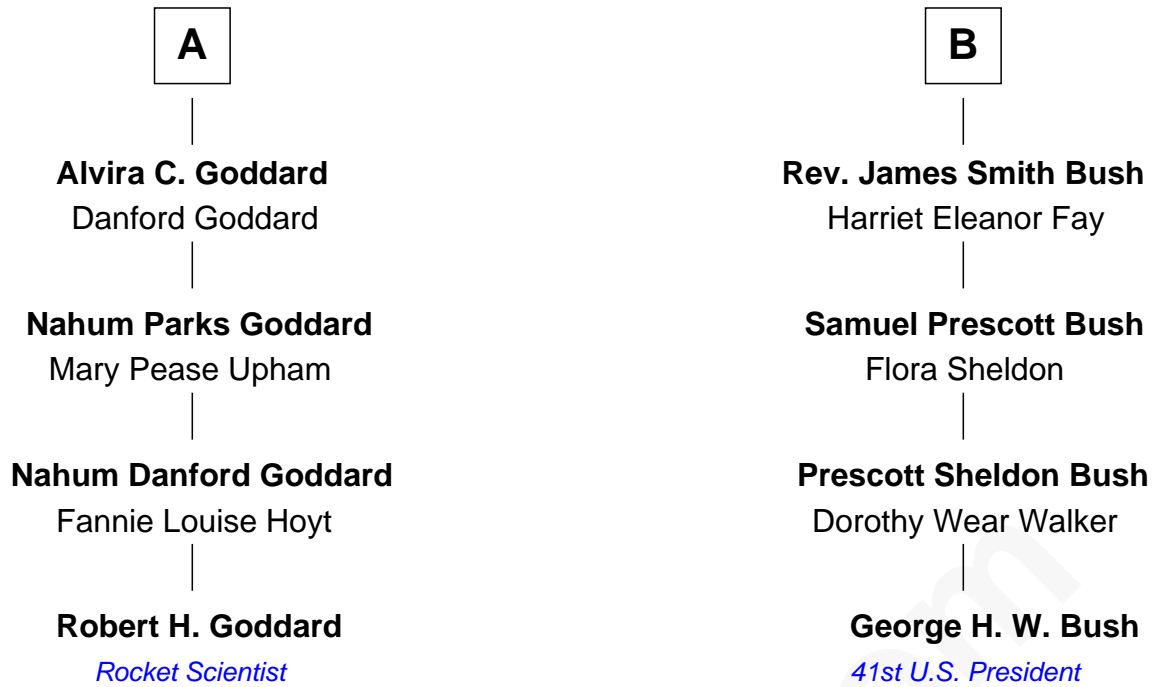 A
Alvira C. Goddard
Danford Goddard
Nahum Parks Goddard
Mary Pease Upham
Nahum Danford Goddard
Fannie Louise Hoyt
Robert H. Goddard
Rocket Scientist
B
Rev. James Smith Bush
Harriet Eleanor Fay
Samuel Prescott Bush
Flora Sheldon
Prescott Sheldon Bush
Dorothy Wear Walker
George H. W. Bush
41st U.S. President